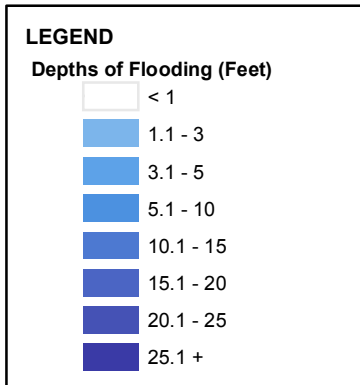 LEGEND
Depths of Flooding (Feet)
< 1
1.1 - 3
3.1 - 5
5.1 - 10
10.1 - 15
15.1 - 20
20.1 - 25
25.1 +